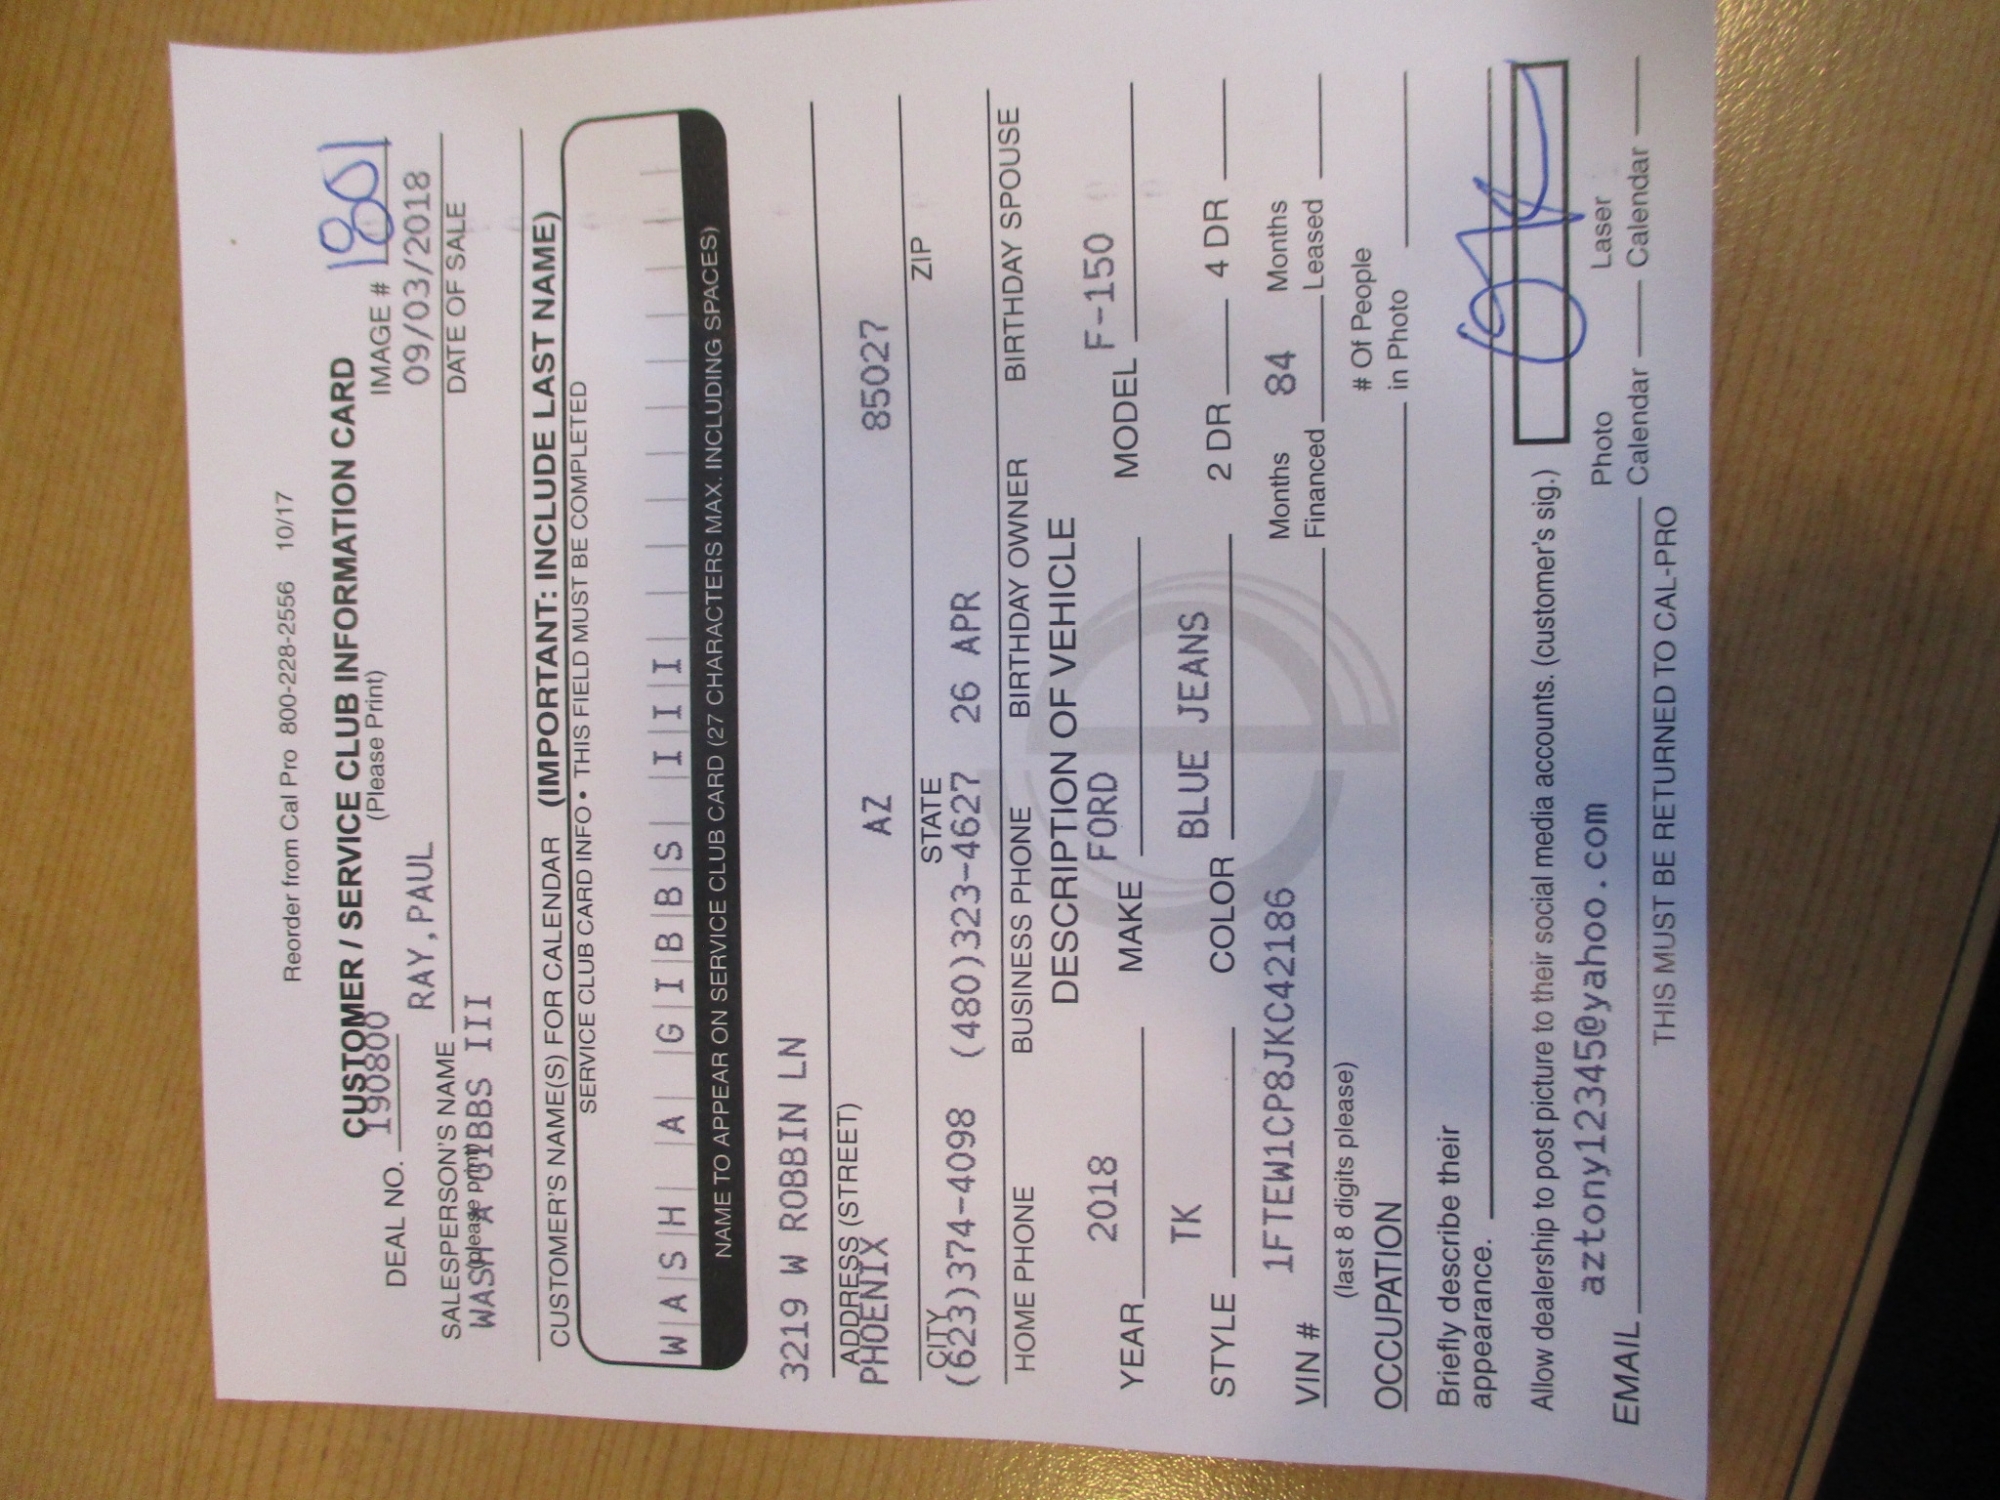 Reorder from Cal Pro 800-228-2556 10/17
CUSTOMER / SERVICE CLUB INFORMATION CARD
(Please Print)
DEAL NO. 190800 IMAGE # 1801
RAY,PAUL 09/03/2018
SALESPERSON'S NAME DATE OF SALE
(please print)
WASH A GIBBS III
CUSTOMER'S NAME(S) FOR CALENDAR (IMPORTANT: INCLUDE LAST NAME)
SERVICE CLUB CARD INFO • THIS FIELD MUST BE COMPLETED
WASH A GIBBS III
NAME TO APPEAR ON SERVICE CLUB CARD (27 CHARACTERS MAX. INCLUDING SPACES)
3219 W ROBBIN LN
ADDRESS (STREET)
PHOENIX AZ 85027
CITY STATE ZIP
(623)374-4098 (480)323-4627 26 APR
HOME PHONE BUSINESS PHONE BIRTHDAY OWNER BIRTHDAY SPOUSE
DESCRIPTION OF VEHICLE
YEAR 2018 MAKE FORD MODEL F-150
STYLE TK COLOR BLUE JEANS 2 DR 4 DR
VIN # 1FTEW1CP8JKC42186 Months Financed 84 Months Leased
(last 8 digits please)
OCCUPATION # Of People in Photo
Briefly describe their
appearance.
Allow dealership to post picture to their social media accounts. (customer's sig.)
EMAIL aztony12345@yahoo.com Photo Calendar Laser Calendar
THIS MUST BE RETURNED TO CAL-PRO